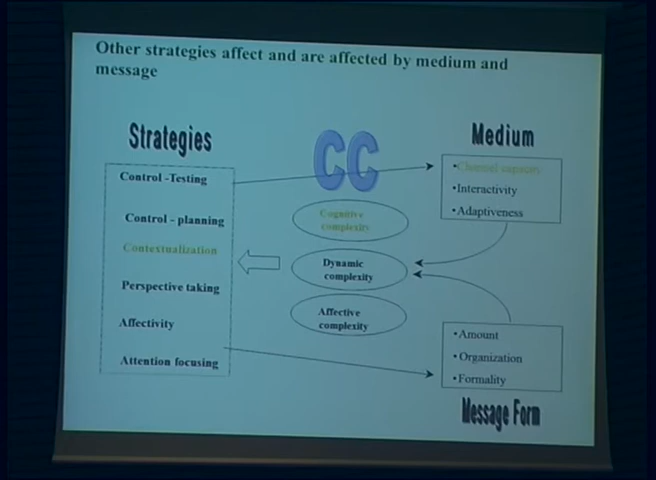 Other strategies affect and are affected by medium and
message
Strategies
Control -Testing
Control - planning
Contextualization
Perspective taking
Affectivity
Attention focusing
CC
Cognitive
complexity
Dynamic
complexity
Affective
complexity
Medium
•Channel capacity
•Interactivity
•Adaptiveness
•Amount
•Organization
•Formality
Message Form